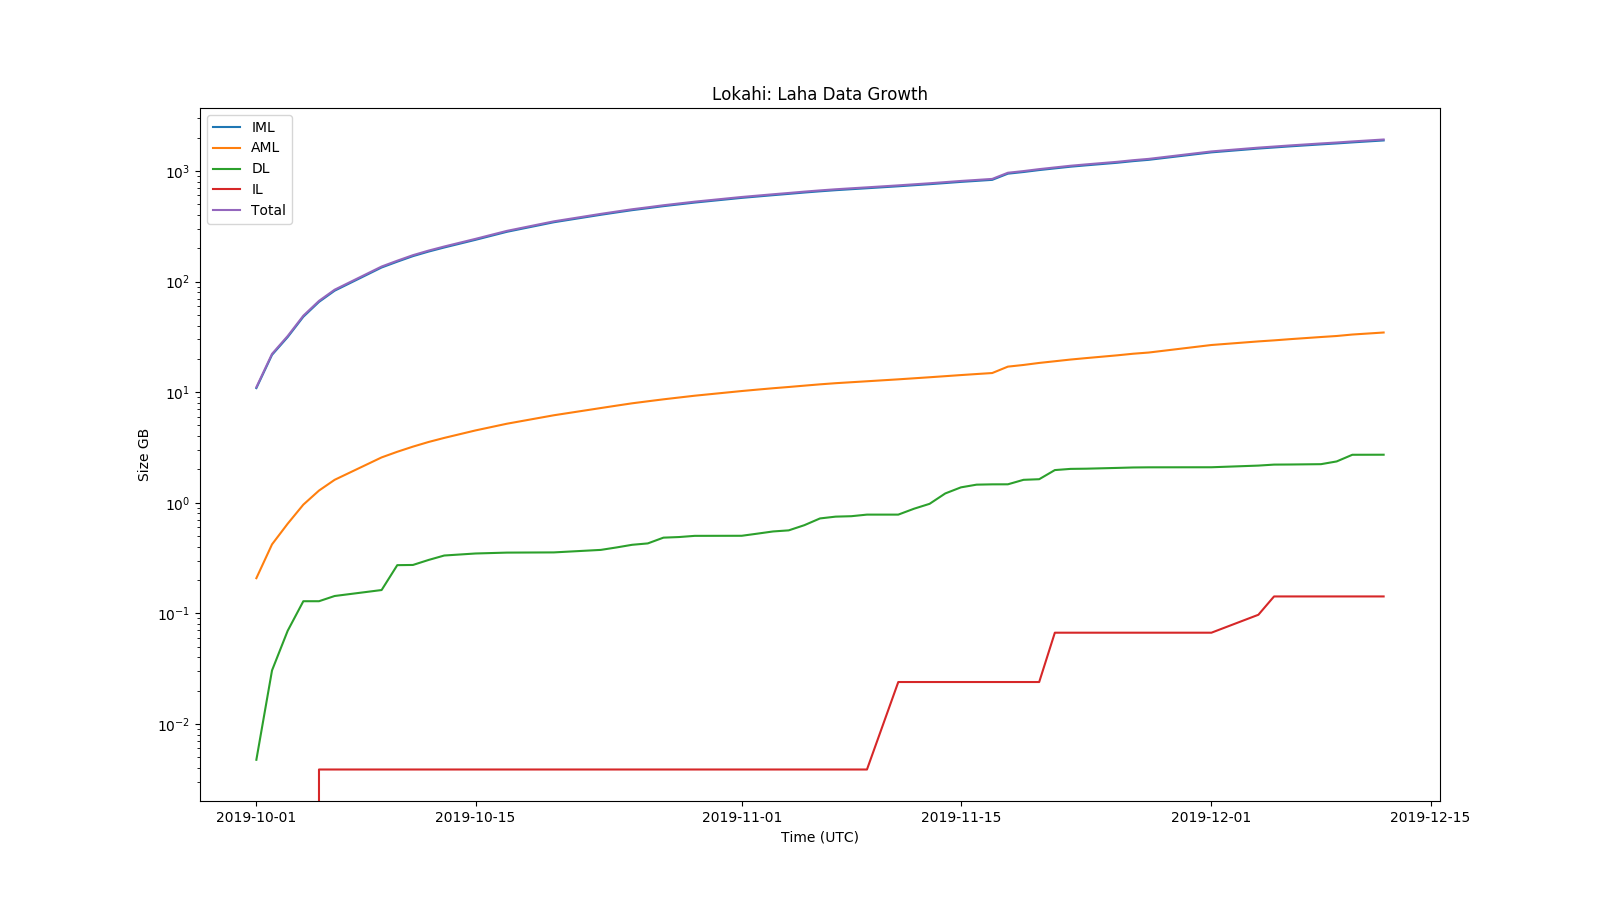 Lokahi: Laha Data Growth
IML
AML
DL
IL
Total
10³
10²
10¹
10⁰
10⁻¹
10⁻²
Size GB
2019-10-01 2019-10-15 2019-11-01 2019-11-15 2019-12-01 2019-12-15
Time (UTC)